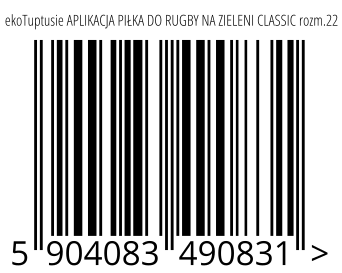 ekoTuptusie APLIKACJA PIŁKA DO RUGBY NA ZIELENI CLASSIC rozm.22
5 904083 490831 >